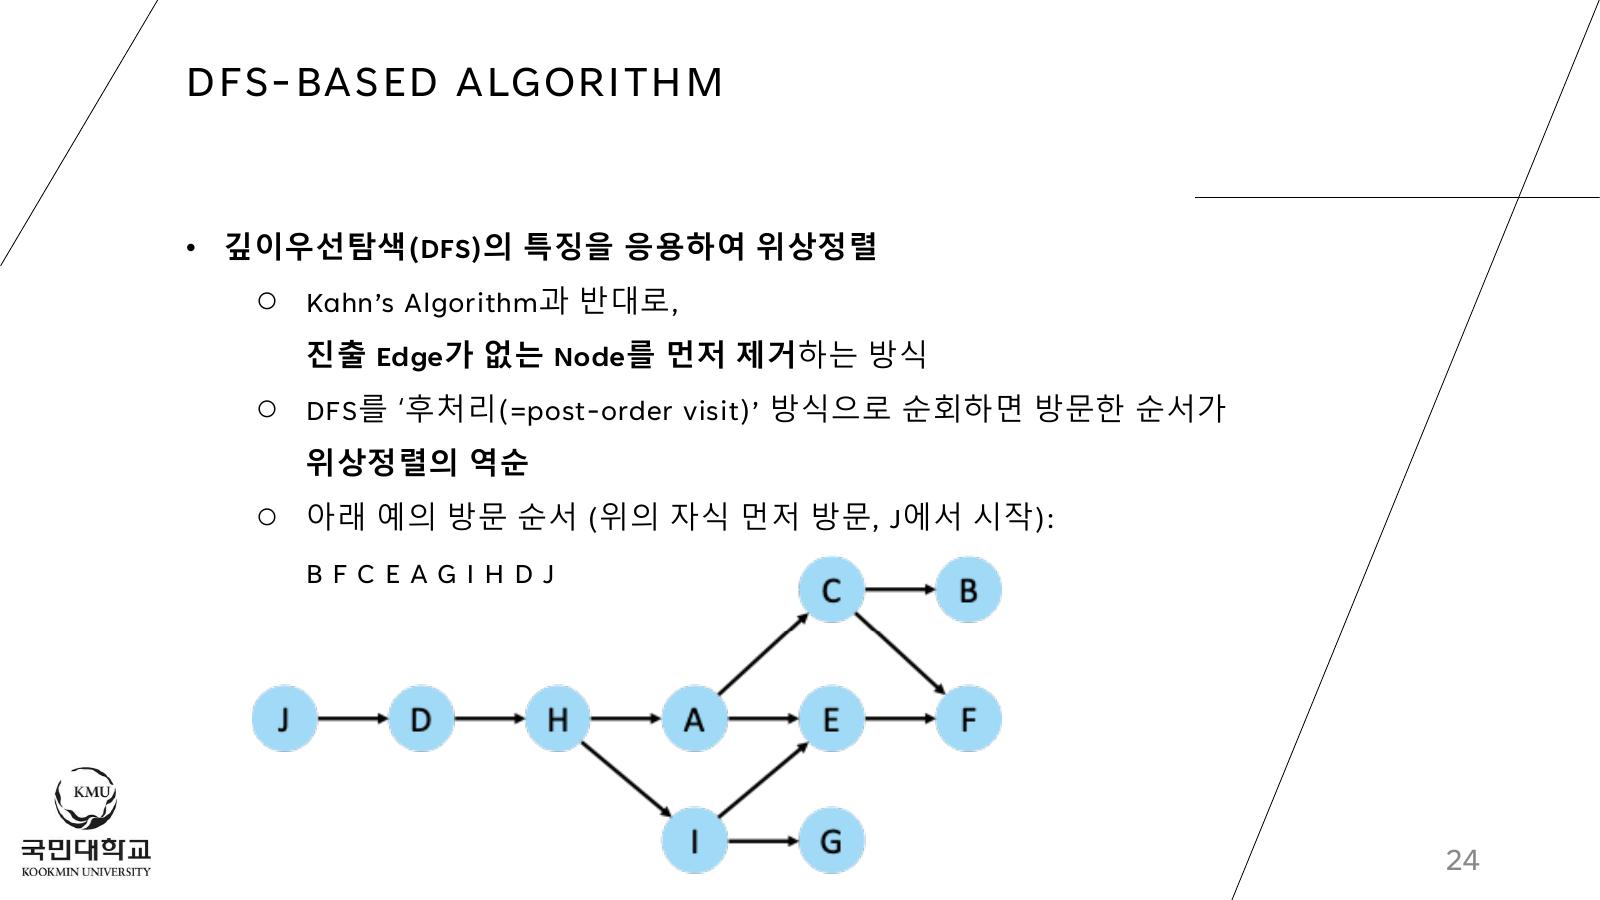 DFS-BASED ALGORITHM
• 깊이우선탐색(DFS)의 특징을 응용하여 위상정렬
○ Kahn’s Algorithm과 반대로,
진출 Edge가 없는 Node를 먼저 제거하는 방식
○ DFS를 ‘후처리(=post-order visit)’ 방식으로 순회하면 방문한 순서가
위상정렬의 역순
○ 아래 예의 방문 순서 (위의 자식 먼저 방문, J에서 시작):
B F C E A G I H D J
C B
J D H A E F
I G
KMU
국민대학교
KOOKMIN UNIVERSITY
24